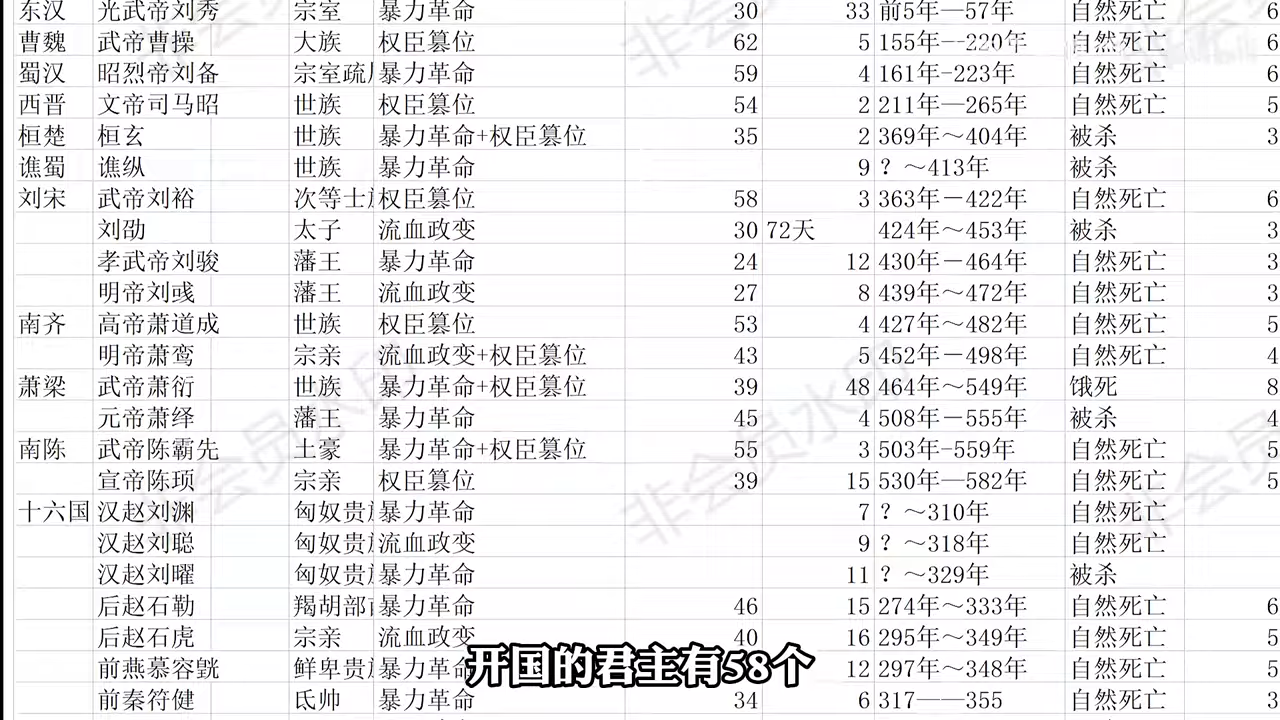 东汉 光武帝刘秀 宗室 暴力革命 30 33 前5年—57年 自然死亡 6
曹魏 武帝曹操 大族 权臣篡位 62 5 155年--220年 自然死亡 6
蜀汉 昭烈帝刘备 宗室疏 暴力革命 59 4 161年-223年 自然死亡 6
西晋 文帝司马昭 世族 权臣篡位 54 2 211年—265年 自然死亡 5
桓楚 桓玄 世族 暴力革命+权臣篡位 35 2 369年～404年 被杀 3
谯蜀 谯纵 世族 暴力革命 9 ？～413年 被杀
刘宋 武帝刘裕 次等士 权臣篡位 58 3 363年－422年 自然死亡 6
刘劭 太子 流血政变 30 72天 424年～453年 被杀 3
孝武帝刘骏 藩王 暴力革命 24 12 430年－464年 自然死亡 3
明帝刘彧 藩王 流血政变 27 8 439年～472年 自然死亡 3
南齐 高帝萧道成 世族 权臣篡位 53 4 427年～482年 自然死亡 5
明帝萧鸾 宗亲 流血政变+权臣篡位 43 5 452年－498年 自然死亡 4
萧梁 武帝萧衍 世族 暴力革命+权臣篡位 39 48 464年～549年 饿死 8
元帝萧绎 藩王 暴力革命 45 4 508年－555年 被杀 4
南陈 武帝陈霸先 土豪 暴力革命+权臣篡位 55 3 503年-559年 自然死亡 5
宣帝陈顼 宗亲 权臣篡位 39 15 530年—582年 自然死亡 5
十六国 汉赵刘渊 匈奴贵 暴力革命 7 ？～310年 自然死亡
汉赵刘聪 匈奴贵 流血政变 9 ？～318年 自然死亡
汉赵刘曜 匈奴贵 暴力革命 11 ？～329年 被杀
后赵石勒 羯胡部 暴力革命 46 15 274年～333年 自然死亡 6
后赵石虎 宗亲 流血政变 40 16 295年～349年 自然死亡 5
前燕慕容皝 鲜卑贵 暴力革命 12 297年～348年 自然死亡 5
前秦苻健 氐帅 暴力革命 34 6 317——355 自然死亡 3
开国的君主有58个
非会员水印
非会员水印